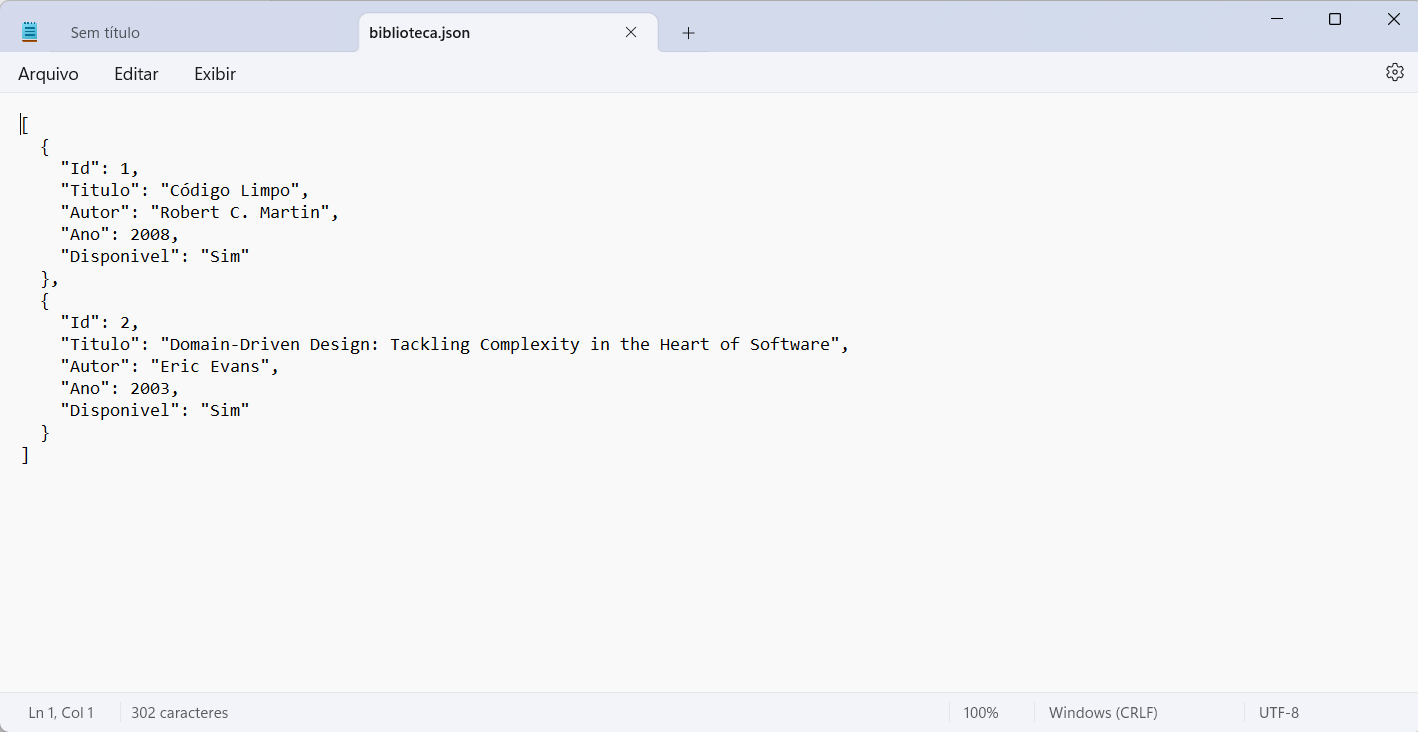 Sem título
biblioteca.json
Arquivo Editar Exibir
[
  {
    "Id": 1,
    "Titulo": "Código Limpo",
    "Autor": "Robert C. Martin",
    "Ano": 2008,
    "Disponivel": "Sim"
  },
  {
    "Id": 2,
    "Titulo": "Domain-Driven Design: Tackling Complexity in the Heart of Software",
    "Autor": "Eric Evans",
    "Ano": 2003,
    "Disponivel": "Sim"
  }
]
Ln 1, Col 1 302 caracteres 100% Windows (CRLF) UTF-8